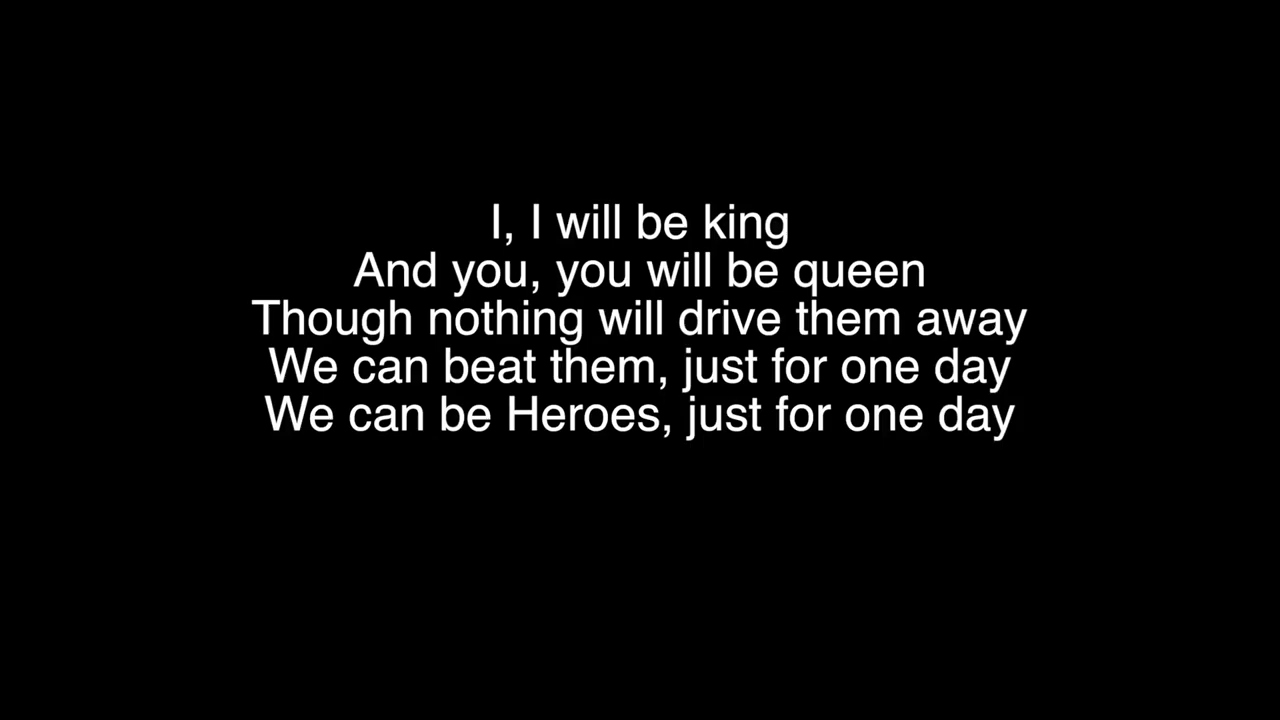 I, I will be king
And you, you will be queen
Though nothing will drive them away
We can beat them, just for one day
We can be Heroes, just for one day